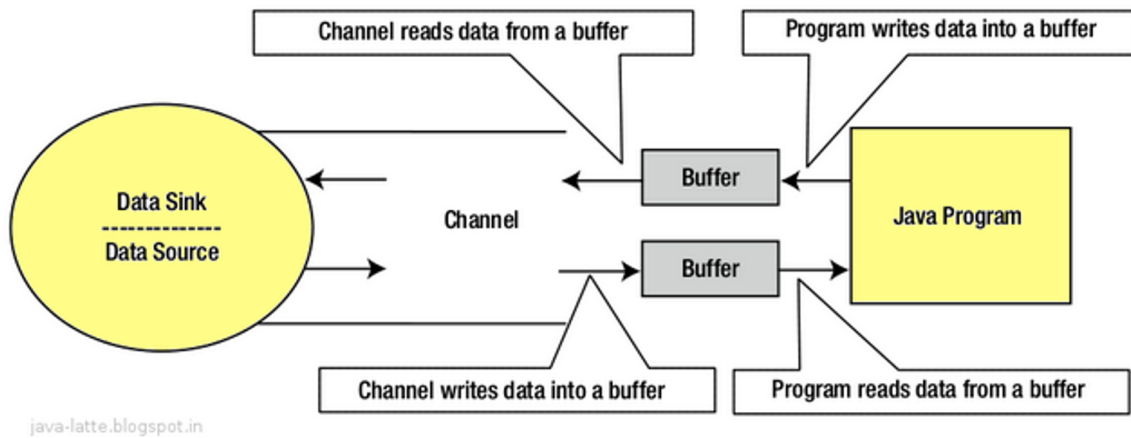 Channel reads data from a buffer
Program writes data into a buffer
Data Sink
--------------
Data Source
Channel
Buffer
Buffer
Java Program
Channel writes data into a buffer
Program reads data from a buffer
java-latte.blogspot.in